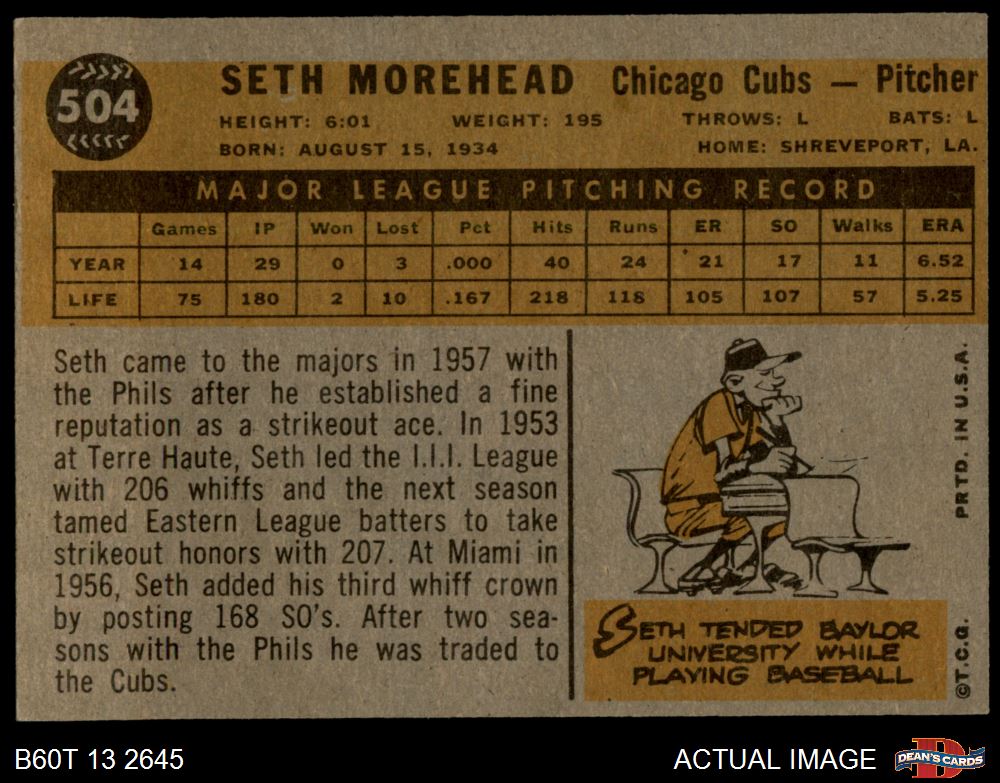 504
SETH MOREHEAD Chicago Cubs — Pitcher
HEIGHT: 6:01 WEIGHT: 195 THROWS: L BATS: L
BORN: AUGUST 15, 1934 HOME: SHREVEPORT, LA.
MAJOR LEAGUE PITCHING RECORD
Games IP Won Lost Pct Hits Runs ER SO Walks ERA
YEAR 14 29 0 3 .000 40 24 21 17 11 6.52
LIFE 75 180 2 10 .167 218 118 105 107 57 5.25
Seth came to the majors in 1957 with
the Phils after he established a fine
reputation as a strikeout ace. In 1953
at Terre Haute, Seth led the I.I.I. League
with 206 whiffs and the next season
tamed Eastern League batters to take
strikeout honors with 207. At Miami in
1956, Seth added his third whiff crown
by posting 168 SO's. After two sea-
sons with the Phils he was traded to
the Cubs.
SETH TENDED BAYLOR
UNIVERSITY WHILE
PLAYING BASEBALL
PRTD. IN U.S.A.
©T.C.G.
B60T 13 2645
ACTUAL IMAGE
D
DEAN'S CARDS